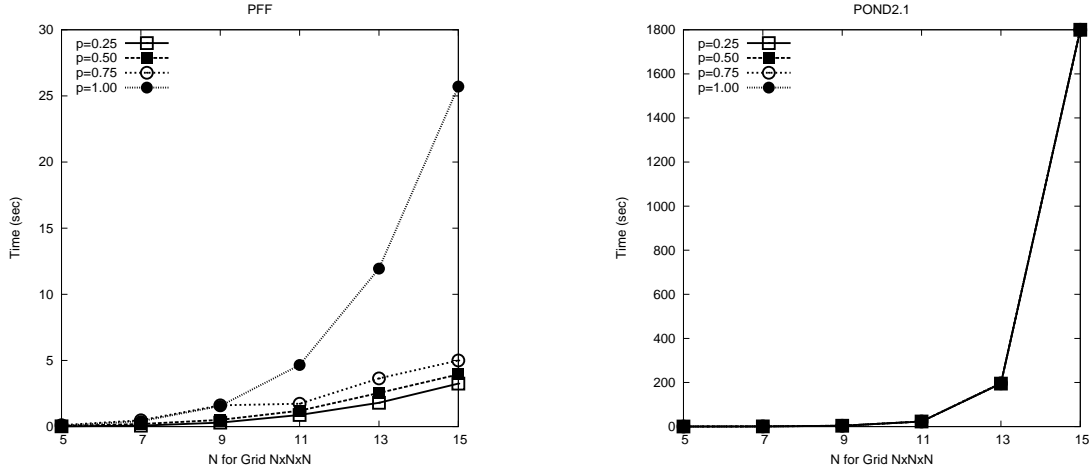 PFF
30
25
20
15
10
5
0
Time (sec)
p=0.25
p=0.50
p=0.75
p=1.00
5 7 9 11 13 15
N for Grid NxNxN
POND2.1
1800
1600
1400
1200
1000
800
600
400
200
0
Time (sec)
p=0.25
p=0.50
p=0.75
p=1.00
5 7 9 11 13 15
N for Grid NxNxN